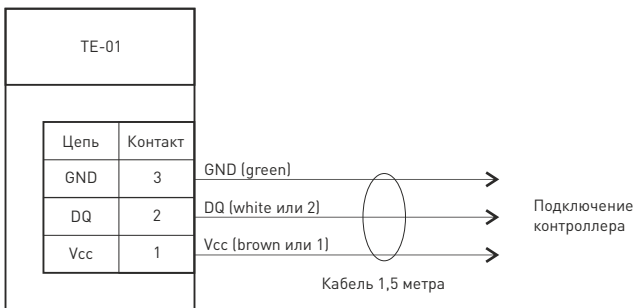 TE-01
Цепь Контакт
GND 3 GND (green)
DQ 2 DQ (white или 2)
Vcc 1 Vcc (brown или 1)
Подключение
контроллера
Кабель 1,5 метра